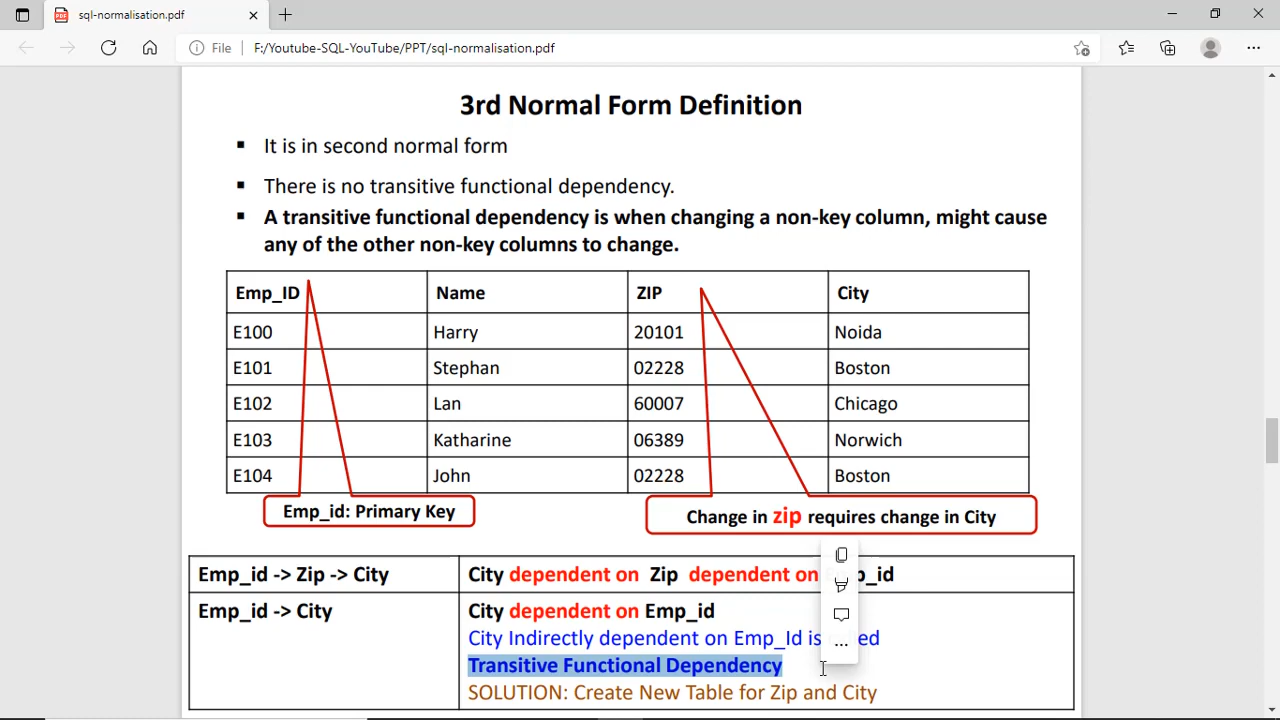 sql-normalisation.pdf
File F:/Youtube-SQL-YouTube/PPT/sql-normalisation.pdf
3rd Normal Form Definition
▪ It is in second normal form
▪ There is no transitive functional dependency.
▪ A transitive functional dependency is when changing a non-key column, might cause
any of the other non-key columns to change.
Emp_ID Name ZIP City
E100 Harry 20101 Noida
E101 Stephan 02228 Boston
E102 Lan 60007 Chicago
E103 Katharine 06389 Norwich
E104 John 02228 Boston
Emp_id: Primary Key
Change in zip requires change in City
Emp_id -> Zip -> City City dependent on Zip dependent on p_id
Emp_id -> City City dependent on Emp_id
City Indirectly dependent on Emp_Id is ed
Transitive Functional Dependency
SOLUTION: Create New Table for Zip and City